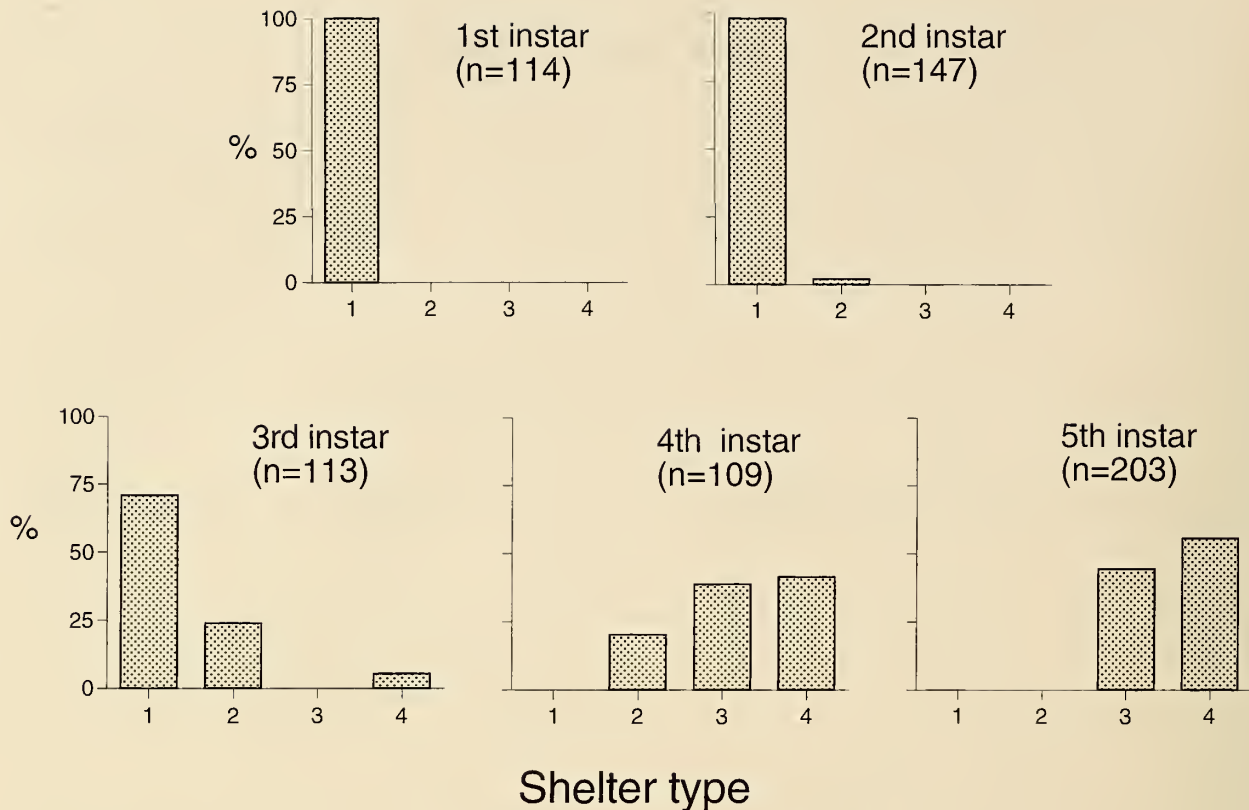 1st instar
(n=114)
%
100
75
50
25
0
1 2 3 4
2nd instar
(n=147)
1 2 3 4
3rd instar
(n=113)
%
100
75
50
25
0
1 2 3 4
4th instar
(n=109)
1 2 3 4
5th instar
(n=203)
1 2 3 4
Shelter type